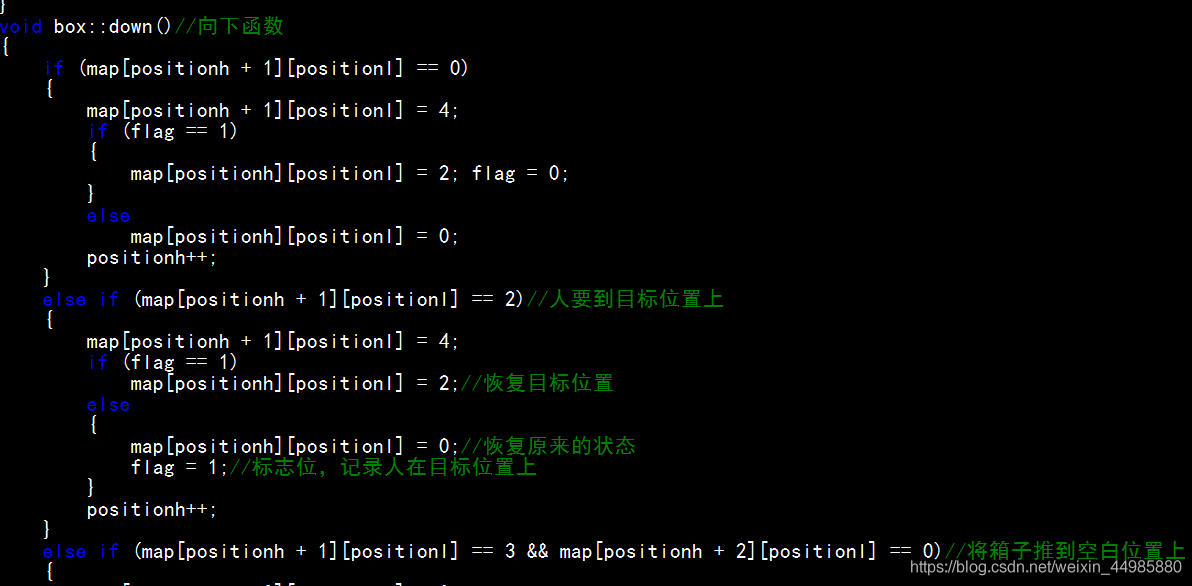 }
void box::down()//向下函数
{
if (map[positionh + 1][positionl] == 0)
{
map[positionh + 1][positionl] = 4;
if (flag == 1)
{
map[positionh][positionl] = 2; flag = 0;
}
else
map[positionh][positionl] = 0;
positionh++;
}
else if (map[positionh + 1][positionl] == 2)//人要到目标位置上
{
map[positionh + 1][positionl] = 4;
if (flag == 1)
map[positionh][positionl] = 2;//恢复目标位置
else
{
map[positionh][positionl] = 0;//恢复原来的状态
flag = 1;//标志位，记录人在目标位置上
}
positionh++;
}
else if (map[positionh + 1][positionl] == 3 && map[positionh + 2][positionl] == 0)//将箱子推到空白位置上
{
https://blog.csdn.net/weixin_44985880